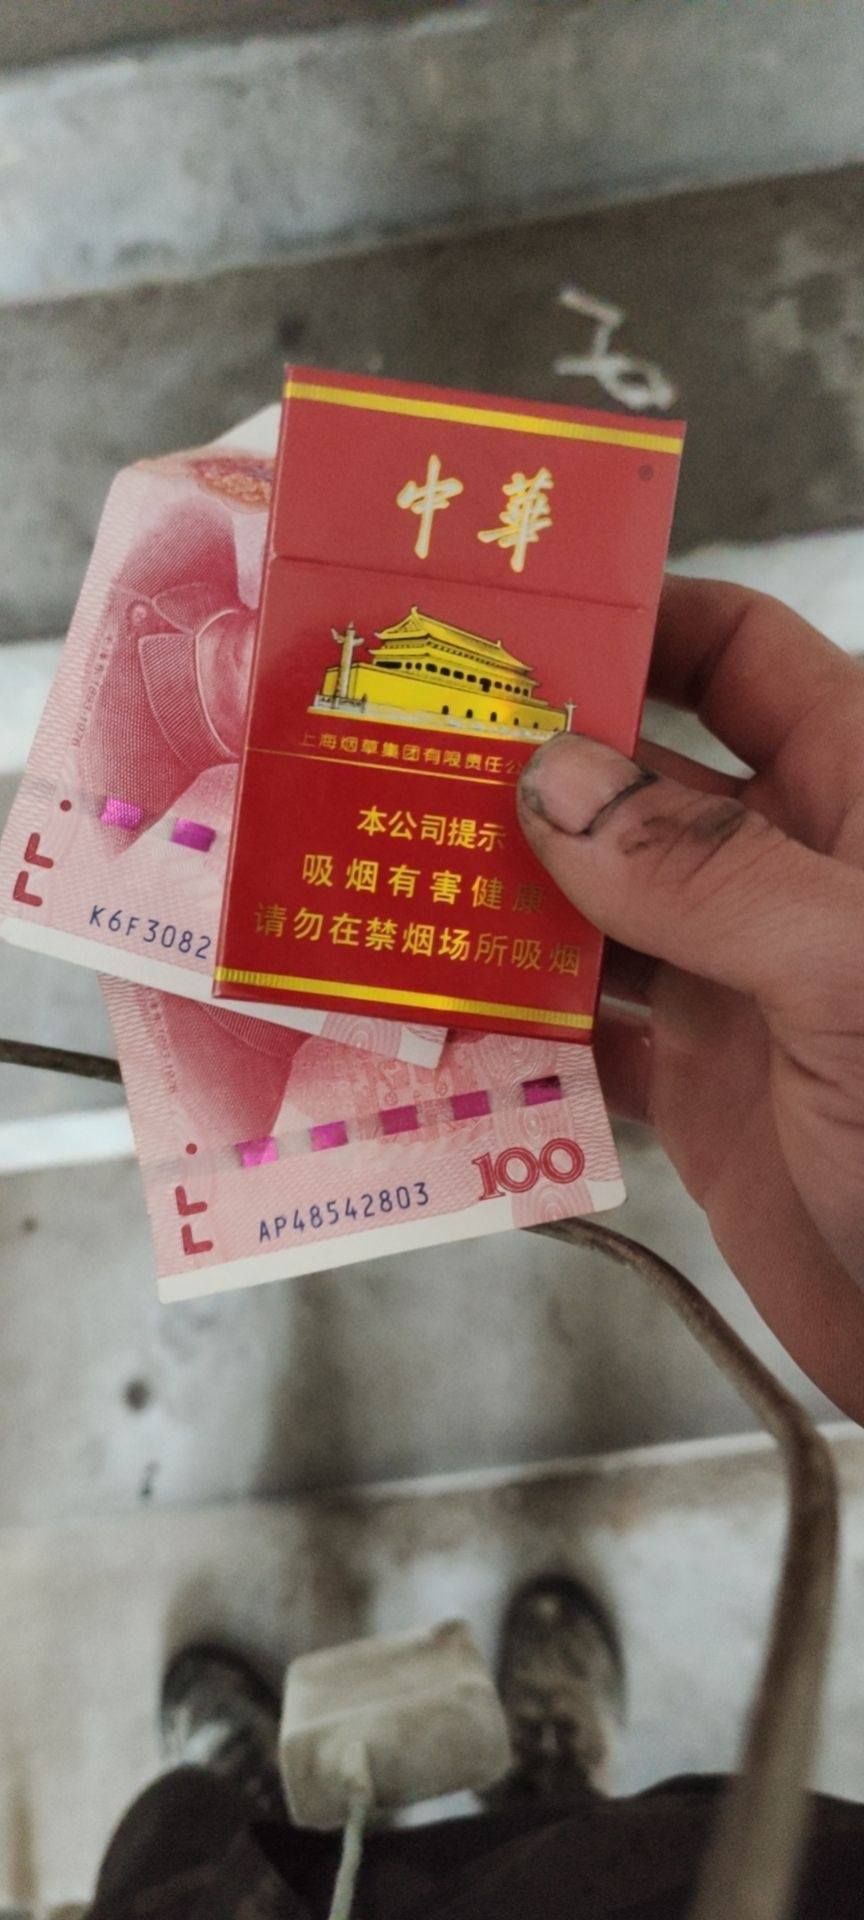 中華
®
上海烟草集团有限责任公
本公司提示
吸烟有害健康
请勿在禁烟场所吸烟
K6F3082
100
AP48542803